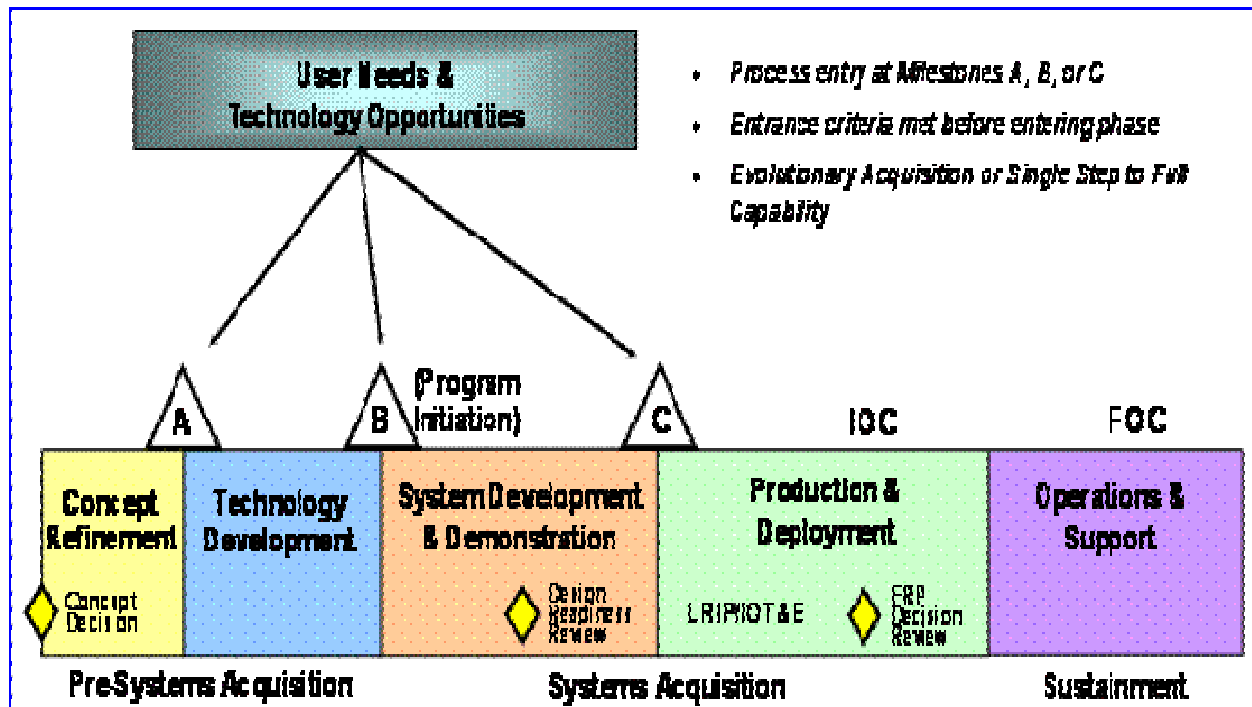 User Needs &
Technology Opportunities
• Process entry at Milestones A, B, or C
• Entrance criteria met before entering phase
• Evolutionary Acquisition or Single Step to Full
Capability
A
B
(Program
Initiation)
C
IOC
FOC
Concept
Refinement
Technology
Development
System Development
& Demonstration
Production &
Deployment
Operations &
Support
Concept
Decision
Design
Readiness
Review
LRIP/IOT&E
FRP
Decision
Review
Pre-Systems Acquisition
Systems Acquisition
Sustainment